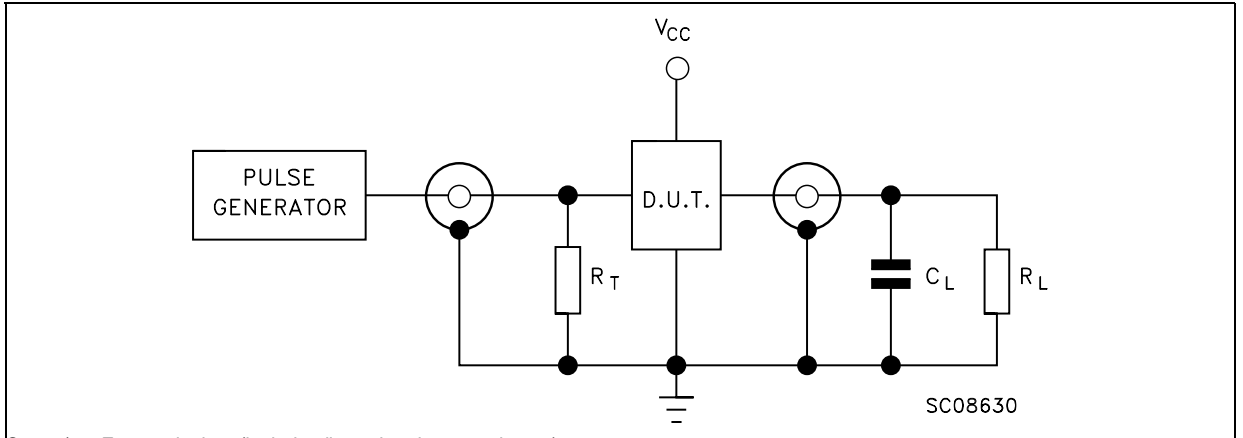 VCC
PULSE
GENERATOR
D.U.T.
RT
CL
RL
SC08630